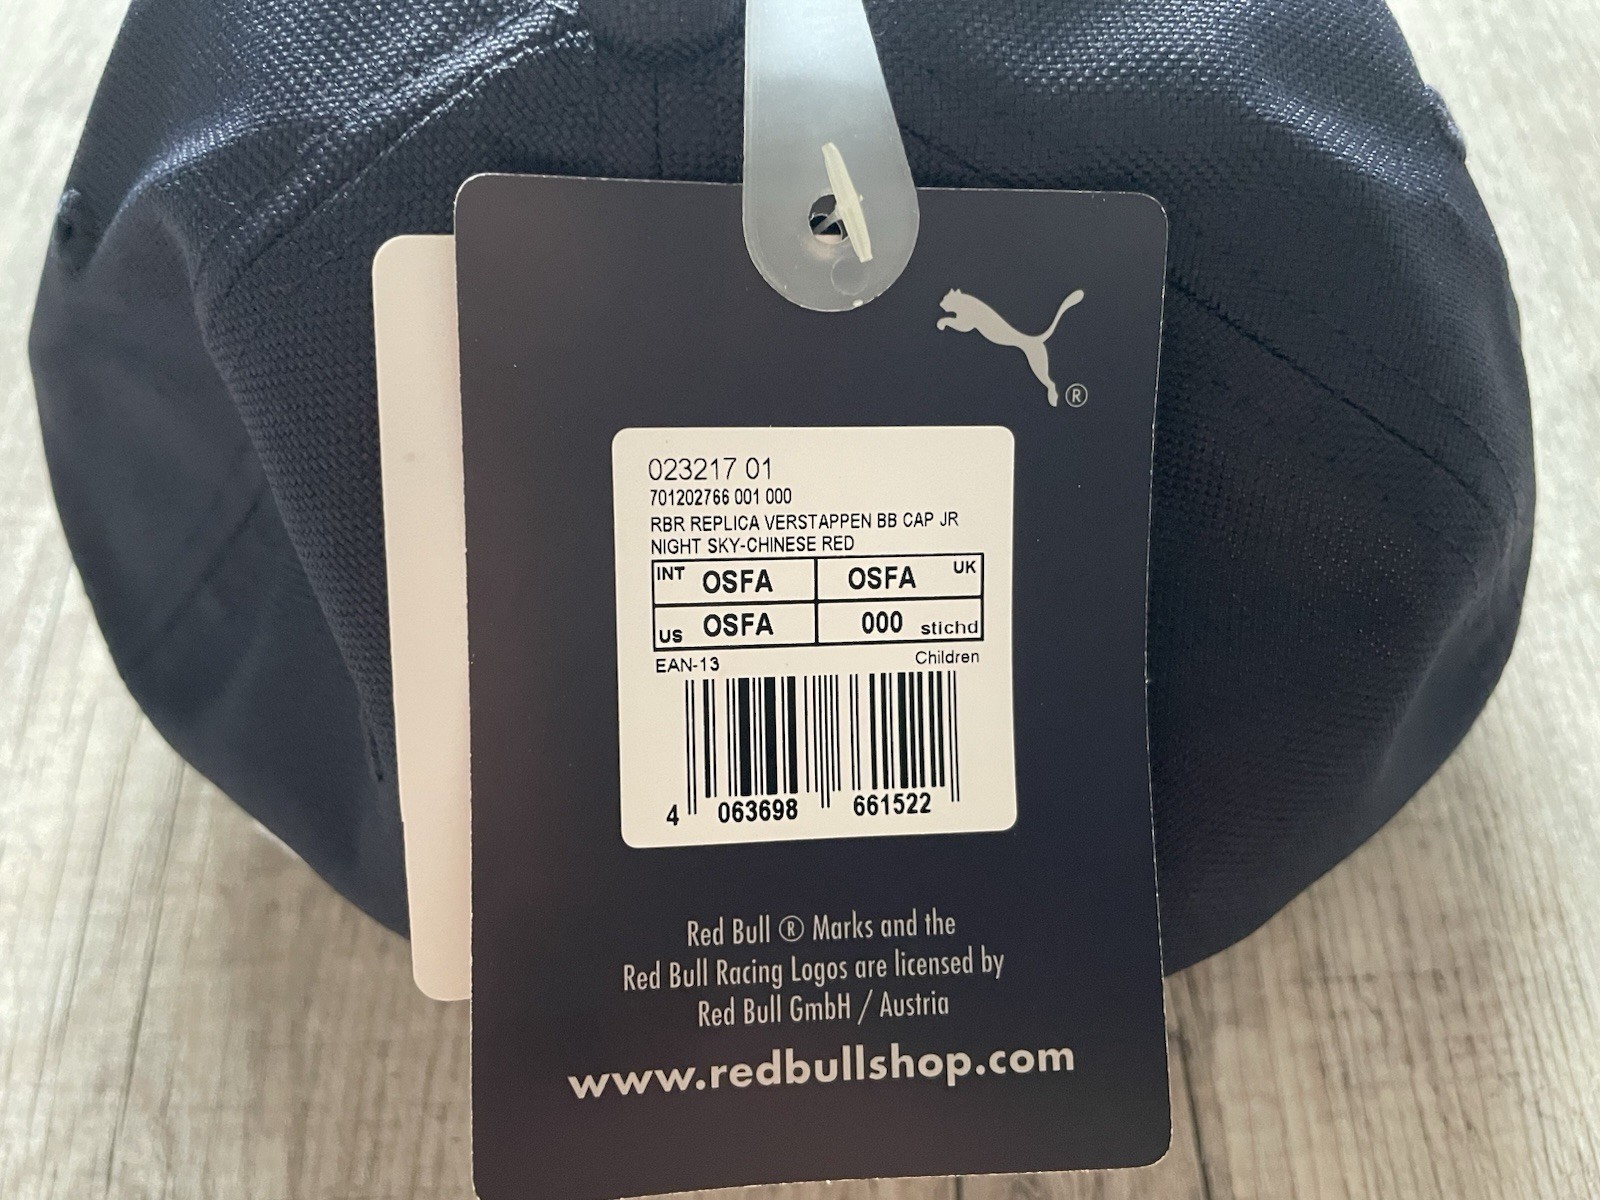 ®
023217 01
701202766 001 000
RBR REPLICA VERSTAPPEN BB CAP JR
NIGHT SKY-CHINESE RED
INT OSFA OSFA UK
US OSFA 000 stichd
EAN-13 Children
4 063698 661522
Red Bull ® Marks and the
Red Bull Racing Logos are licensed by
Red Bull GmbH / Austria
www.redbullshop.com